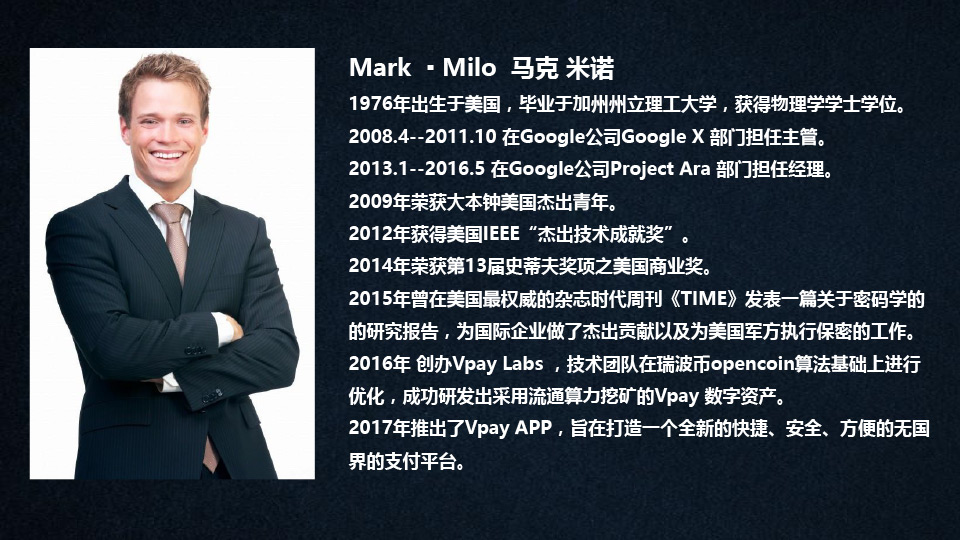 Mark ▪ Milo 马克 米诺
1976年出生于美国，毕业于加州州立理工大学，获得物理学学士学位。
2008.4--2011.10 在Google公司Google X 部门担任主管。
2013.1--2016.5 在Google公司Project Ara 部门担任经理。
2009年荣获大本钟美国杰出青年。
2012年获得美国IEEE“杰出技术成就奖”。
2014年荣获第13届史蒂夫奖项之美国商业奖。
2015年曾在美国最权威的杂志时代周刊《TIME》发表一篇关于密码学的
的研究报告，为国际企业做了杰出贡献以及为美国军方执行保密的工作。
2016年 创办Vpay Labs ，技术团队在瑞波币opencoin算法基础上进行
优化，成功研发出采用流通算力挖矿的Vpay 数字资产。
2017年推出了Vpay APP，旨在打造一个全新的快捷、安全、方便的无国
界的支付平台。